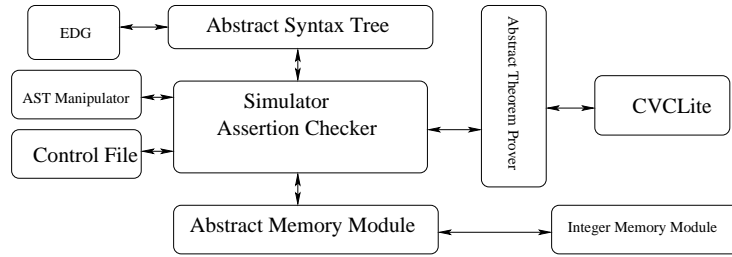 EDG
Abstract Syntax Tree
AST Manipulator
Simulator
Assertion Checker
Control File
Abstract Theorem Prover
CVCLite
Abstract Memory Module
Integer Memory Module